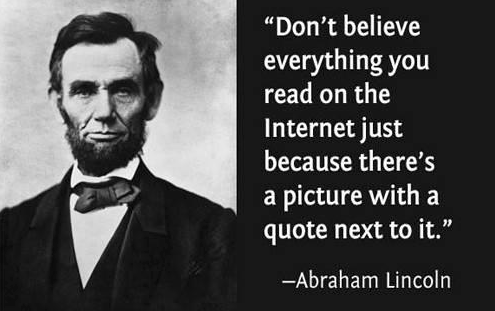 “Don’t believe
everything you
read on the
Internet just
because there’s
a picture with a
quote next to it.”
—Abraham Lincoln